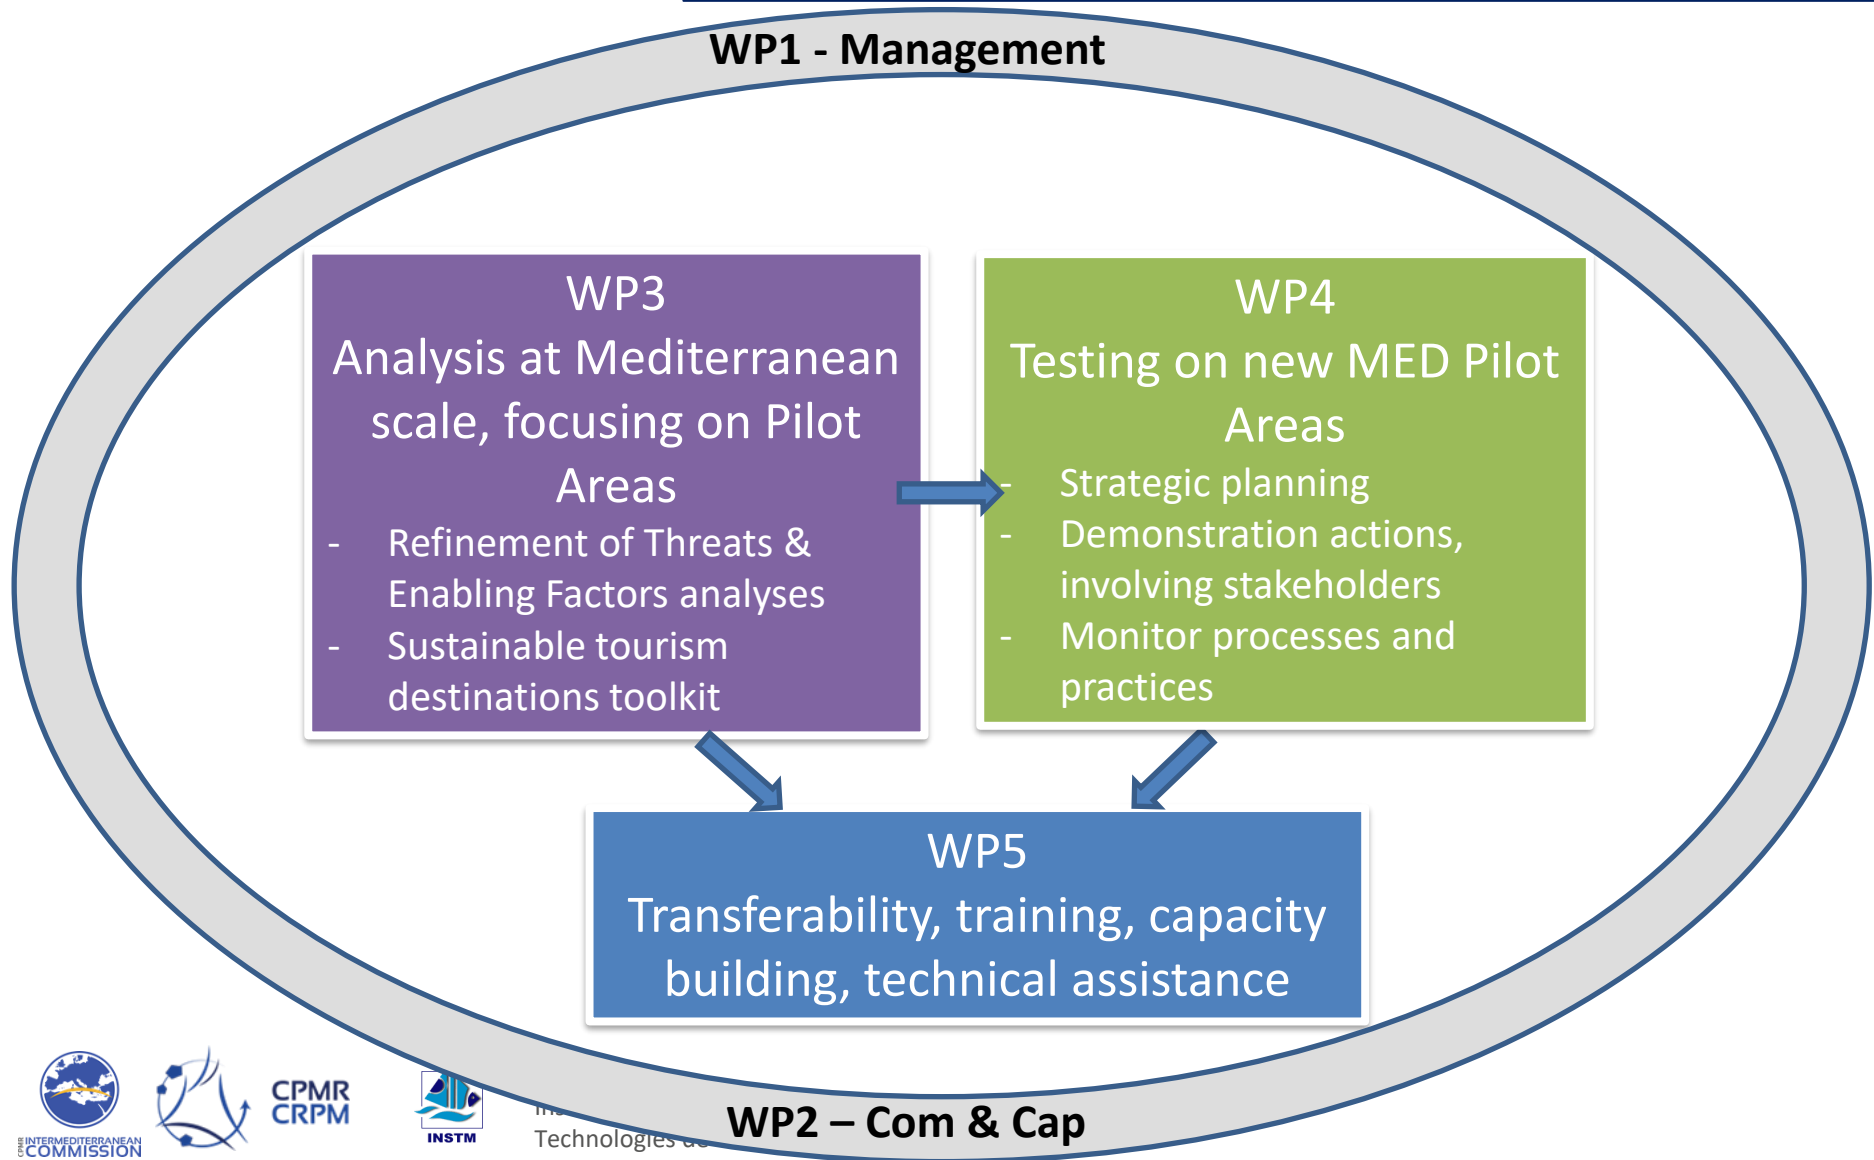 WP1 - Management
WP3
Analysis at Mediterranean
scale, focusing on Pilot
Areas
- Refinement of Threats &
Enabling Factors analyses
- Sustainable tourism
destinations toolkit
WP4
Testing on new MED Pilot
Areas
- Strategic planning
- Demonstration actions,
involving stakeholders
- Monitor processes and
practices
WP5
Transferability, training, capacity
building, technical assistance
CPMR
INTERMEDITERRANEAN
COMMISSION
CPMR
CRPM
INSTM
Technologies
WP2 – Com & Cap